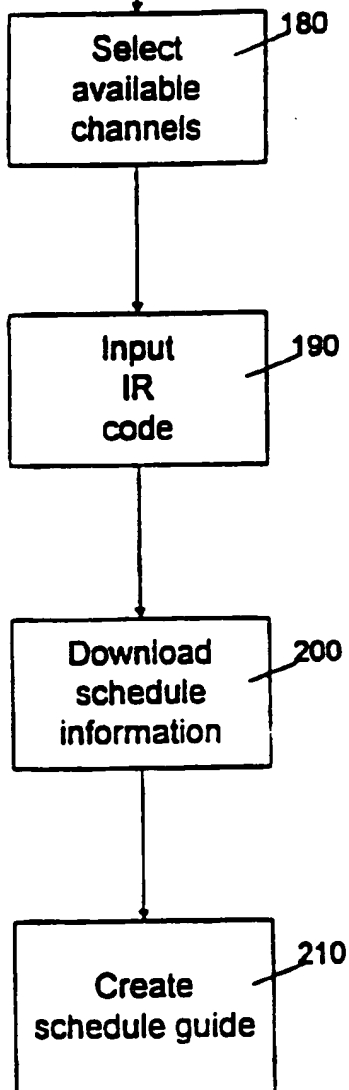 180
Select
available
channels
190
Input
IR
code
200
Download
schedule
information
210
Create
schedule guide